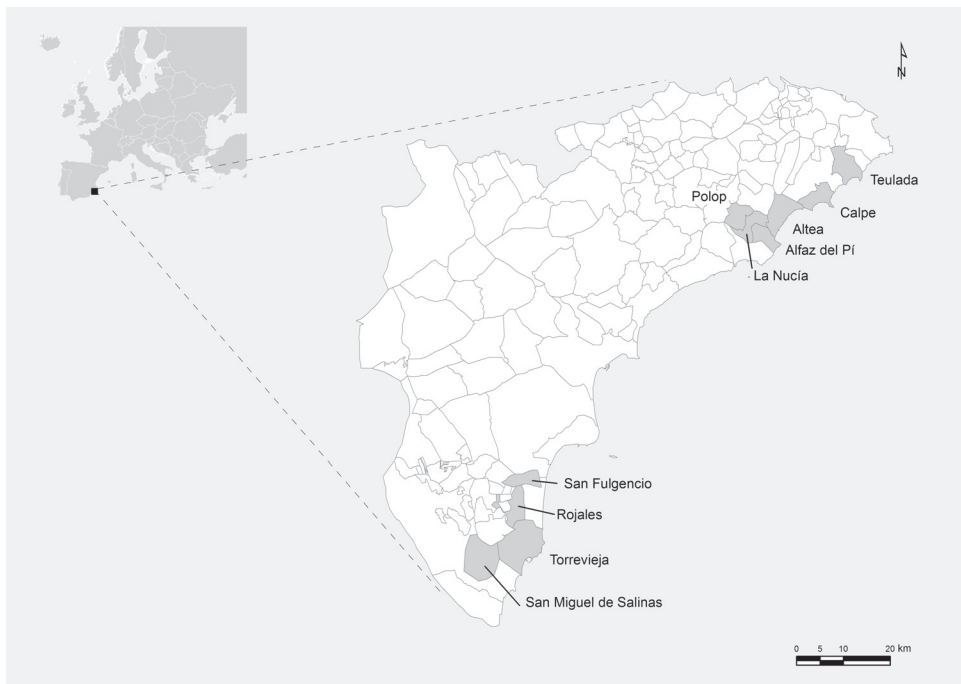 N
Teulada
Polop
Calpe
Altea
Alfaz del Pí
La Nucía
San Fulgencio
Rojales
Torrevieja
San Miguel de Salinas
0 5 10 20 km